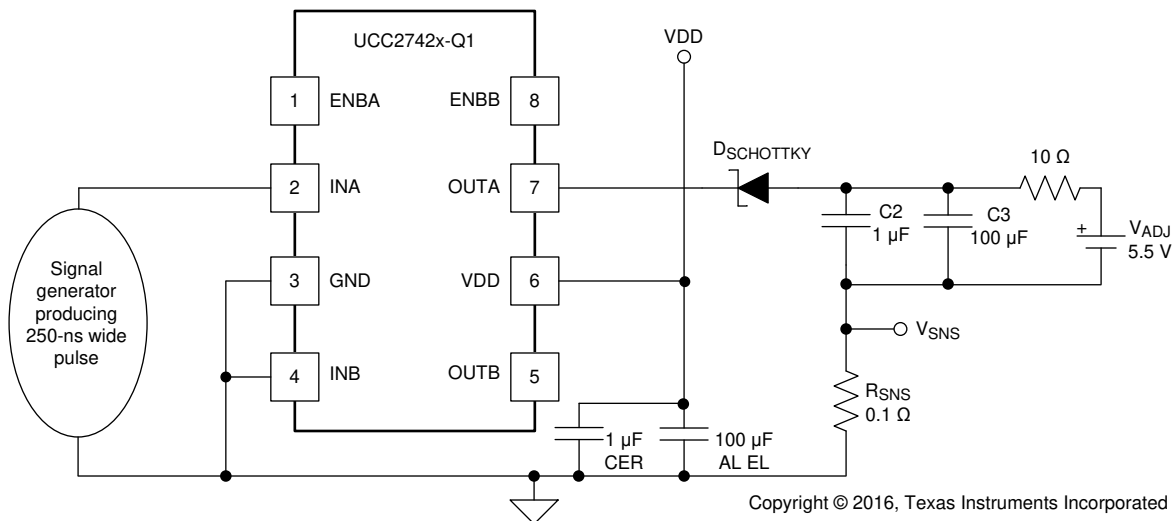 UCC2742x-Q1
VDD
1 ENBA ENBB 8
DSCHOTTKY
10 Ω
2 INA OUTA 7
C2
1 µF
C3
100 µF
+
VADJ
5.5 V
Signal
generator
producing
250-ns wide
pulse
3 GND VDD 6
VSNS
4 INB OUTB 5
RSNS
0.1 Ω
1 µF
CER
100 µF
AL EL
Copyright © 2016, Texas Instruments Incorporated